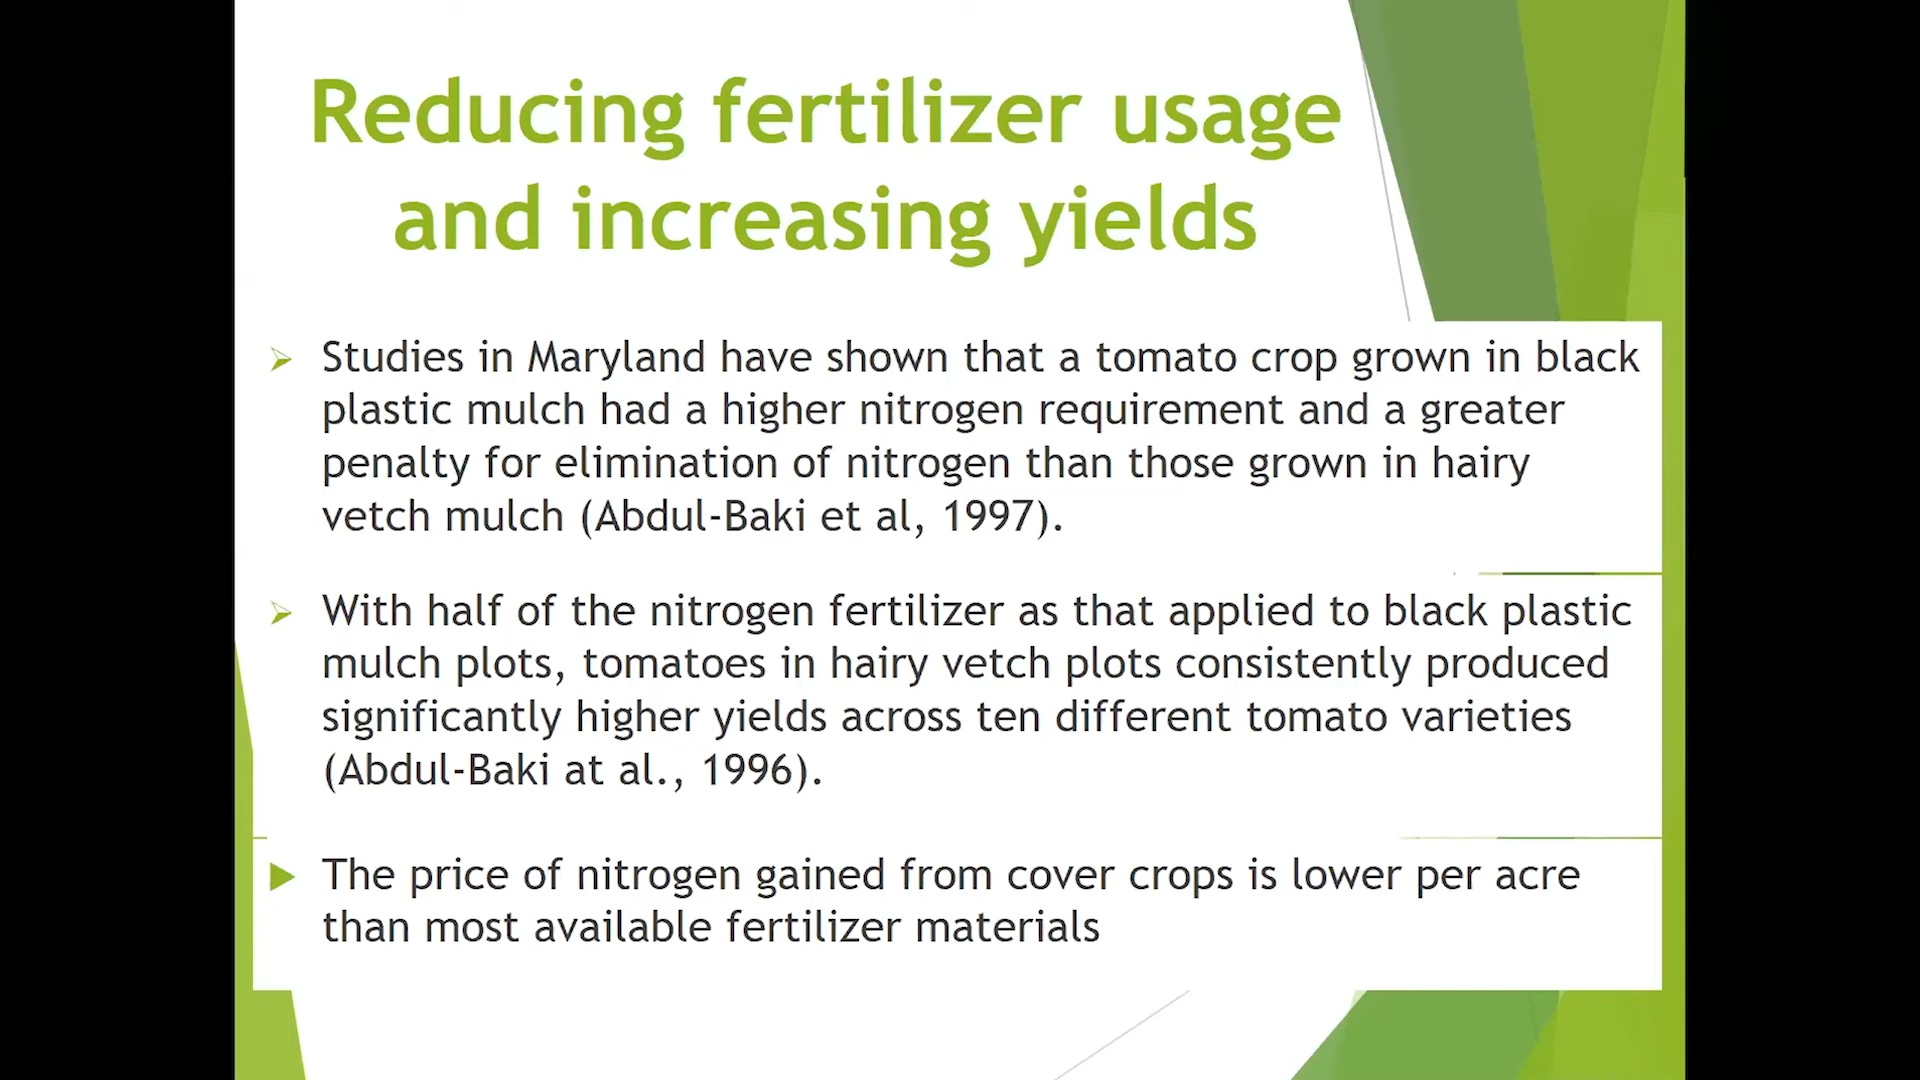 Reducing fertilizer usage
and increasing yields
Studies in Maryland have shown that a tomato crop grown in black
plastic mulch had a higher nitrogen requirement and a greater
penalty for elimination of nitrogen than those grown in hairy
vetch mulch (Abdul-Baki et al, 1997).
With half of the nitrogen fertilizer as that applied to black plastic
mulch plots, tomatoes in hairy vetch plots consistently produced
significantly higher yields across ten different tomato varieties
(Abdul-Baki at al., 1996).
The price of nitrogen gained from cover crops is lower per acre
than most available fertilizer materials